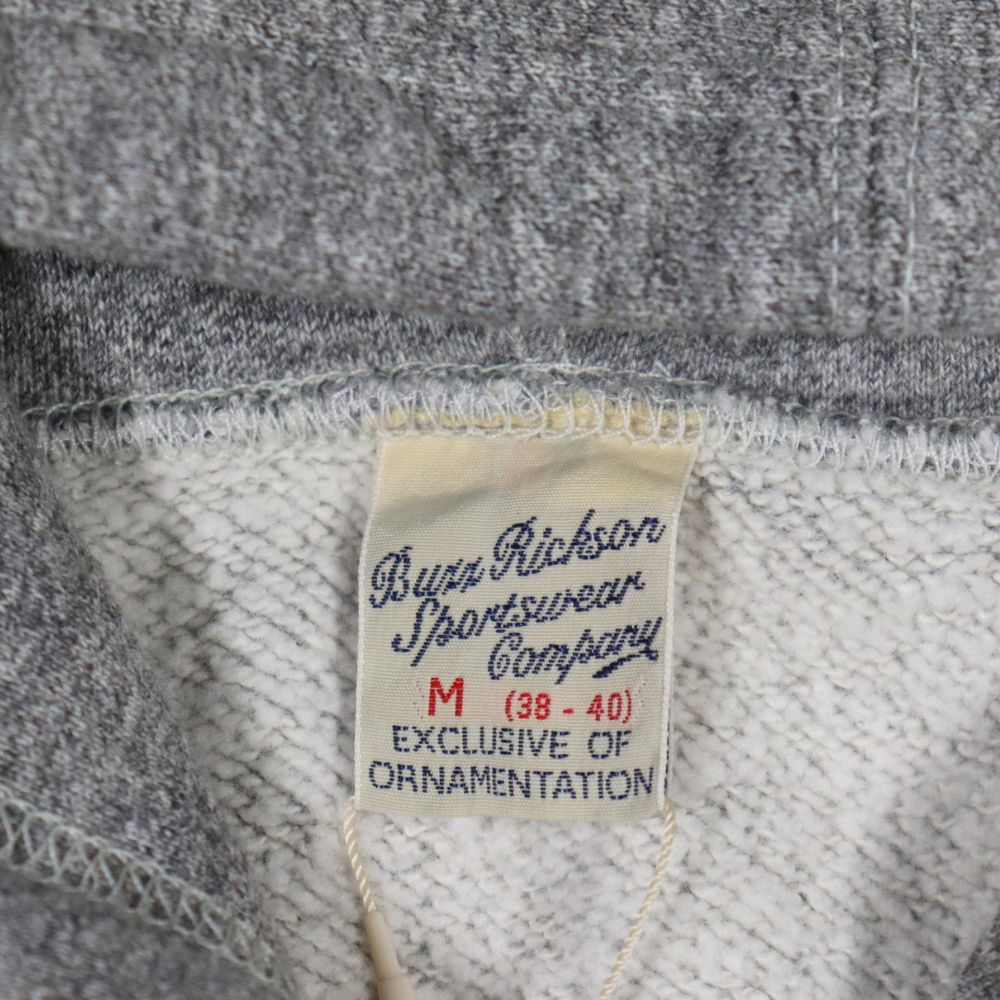 Buzz Rickson
Sportswear
Company
M (38 - 40)
EXCLUSIVE OF
ORNAMENTATION